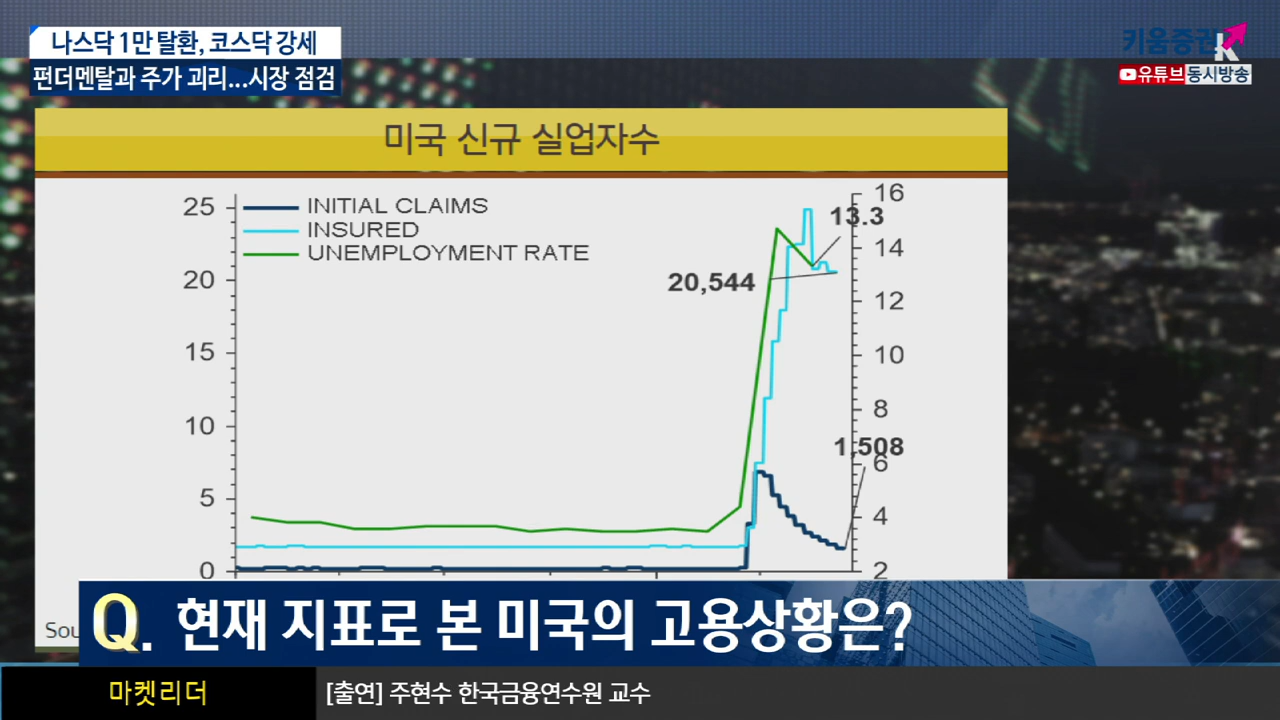 나스닥 1만 탈환, 코스닥 강세
펀더멘탈과 주가 괴리...시장 점검
키움증권
유튜브 동시방송
미국 신규 실업자수
INITIAL CLAIMS
INSURED
UNEMPLOYMENT RATE
25
20
15
10
5
0
16
14
12
10
8
6
4
2
13.3
20,544
1,508
Sou
Q. 현재 지표로 본 미국의 고용상황은?
마켓리더
[출연] 주현수 한국금융연수원 교수